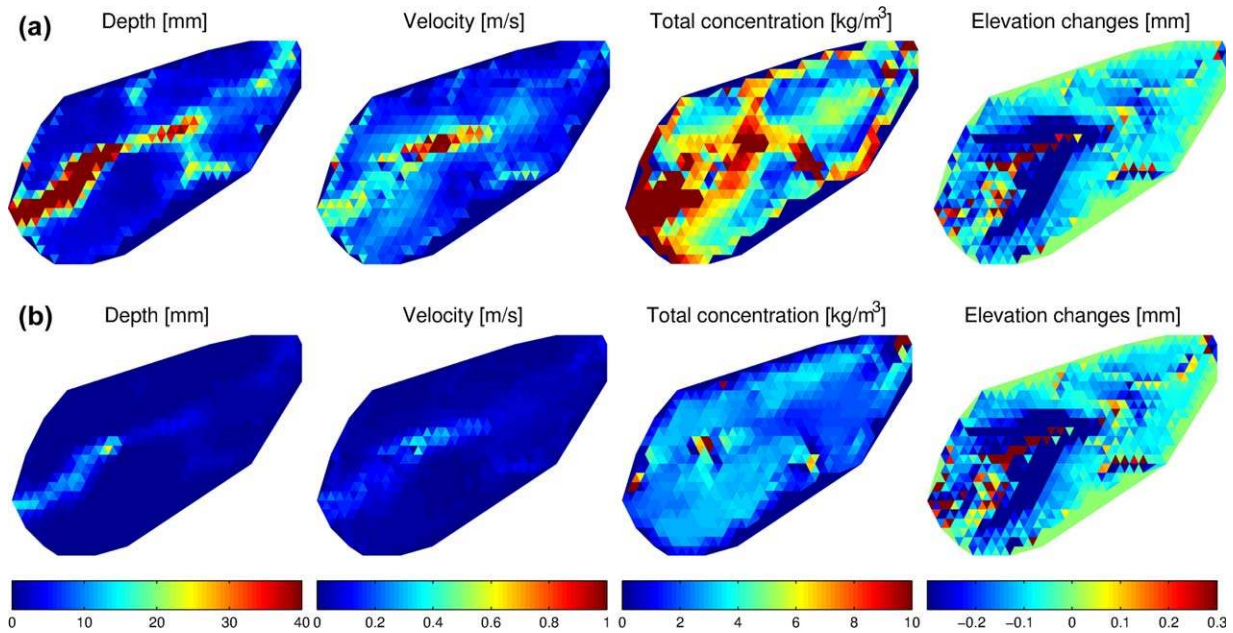 (a) Depth [mm] Velocity [m/s] Total concentration [kg/m³] Elevation changes [mm]
(b) Depth [mm] Velocity [m/s] Total concentration [kg/m³] Elevation changes [mm]
0 10 20 30 40 0 0.2 0.4 0.6 0.8 1 0 2 4 6 8 10 −0.2 −0.1 0 0.1 0.2 0.3